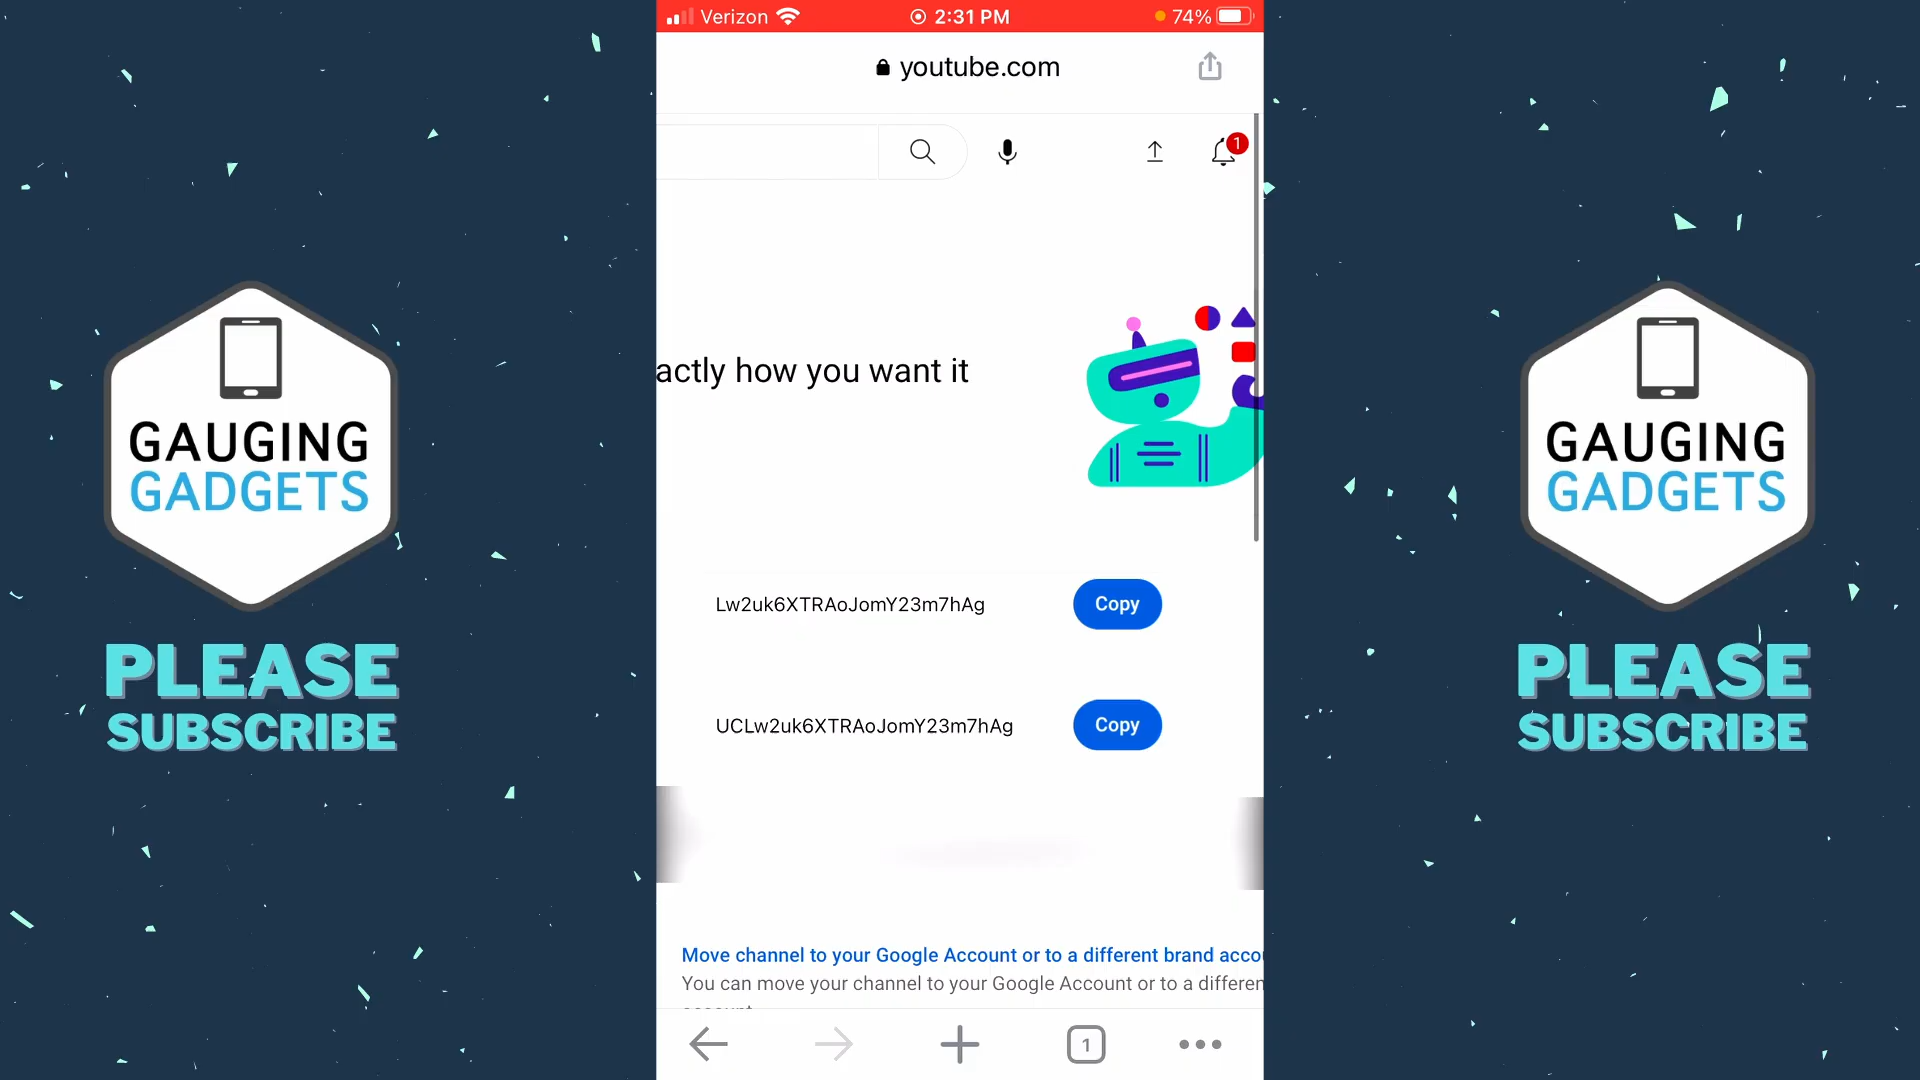 Verizon 2:31 PM 74%
youtube.com
1
actly how you want it
Lw2uk6XTRAoJomY23m7hAg Copy
UCLw2uk6XTRAoJomY23m7hAg Copy
Move channel to your Google Account or to a different brand acco
You can move your channel to your Google Account or to a differen
1
GAUGING
GADGETS
PLEASE
SUBSCRIBE
GAUGING
GADGETS
PLEASE
SUBSCRIBE